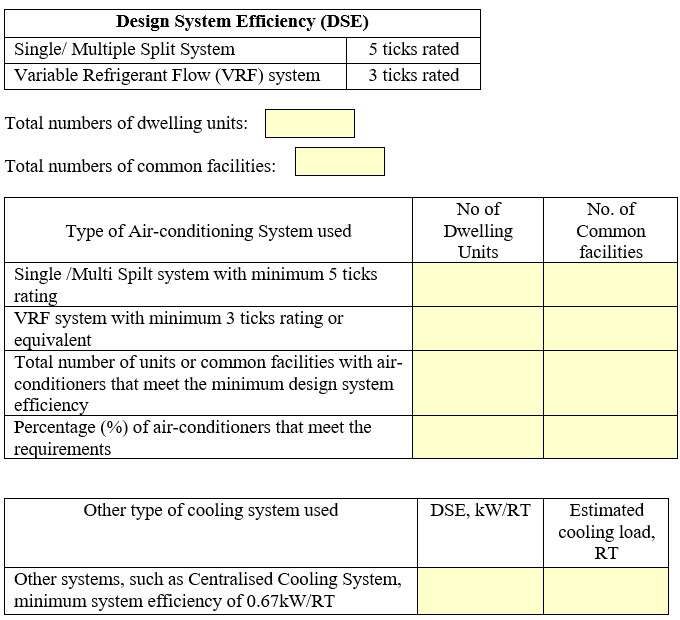 Design System Efficiency (DSE)
Single/ Multiple Split System 5 ticks rated
Variable Refrigerant Flow (VRF) system 3 ticks rated
Total numbers of dwelling units:
Total numbers of common facilities:
Type of Air-conditioning System used
No of
Dwelling
Units
No. of
Common
facilities
Single /Multi Spilt system with minimum 5 ticks
rating
VRF system with minimum 3 ticks rating or
equivalent
Total number of units or common facilities with air-
conditioners that meet the minimum design system
efficiency
Percentage (%) of air-conditioners that meet the
requirements
Other type of cooling system used
DSE, kW/RT
Estimated
cooling load,
RT
Other systems, such as Centralised Cooling System,
minimum system efficiency of 0.67kW/RT